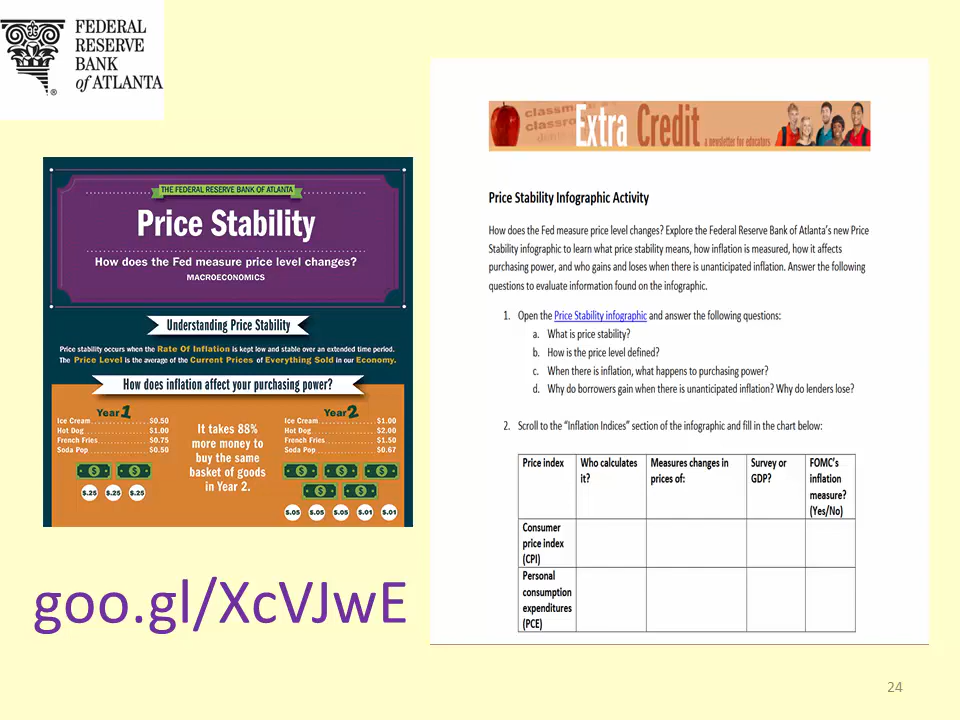 FEDERAL
RESERVE
BANK
of ATLANTA
®
THE FEDERAL RESERVE BANK OF ATLANTA
Price Stability
How does the Fed measure price level changes?
MACROECONOMICS
Understanding Price Stability
Price stability occurs when the Rate Of Inflation is kept low and stable over an extended time period.
The Price Level is the average of the Current Prices of Everything Sold in our Economy.
How does inflation affect your purchasing power?
Year 1
Ice Cream $0.50
Hot Dog $1.00
French Fries $0.75
Soda Pop $0.50
$ $
$.25 $.25 $.25
It takes 88%
more money to
buy the same
basket of goods
in Year 2.
Year 2
Ice Cream $1.00
Hot Dog $2.00
French Fries $1.50
Soda Pop $0.67
$ $ $
$ $
$.05 $.05 $.05 $.01 $.01
goo.gl/XcVJwE
Extra Credit a newsletter for educators
Price Stability Infographic Activity
How does the Fed measure price level changes? Explore the Federal Reserve Bank of Atlanta's new Price
Stability infographic to learn what price stability means, how inflation is measured, how it affects
purchasing power, and who gains and loses when there is unanticipated inflation. Answer the following
questions to evaluate information found on the infographic.
1. Open the Price Stability infographic and answer the following questions:
a. What is price stability?
b. How is the price level defined?
c. When there is inflation, what happens to purchasing power?
d. Why do borrowers gain when there is unanticipated inflation? Why do lenders lose?
2. Scroll to the "Inflation Indices" section of the infographic and fill in the chart below:
Price index
Who calculates
it?
Measures changes in
prices of:
Survey or
GDP?
FOMC's
inflation
measure?
(Yes/No)
Consumer
price index
(CPI)
Personal
consumption
expenditures
(PCE)
24